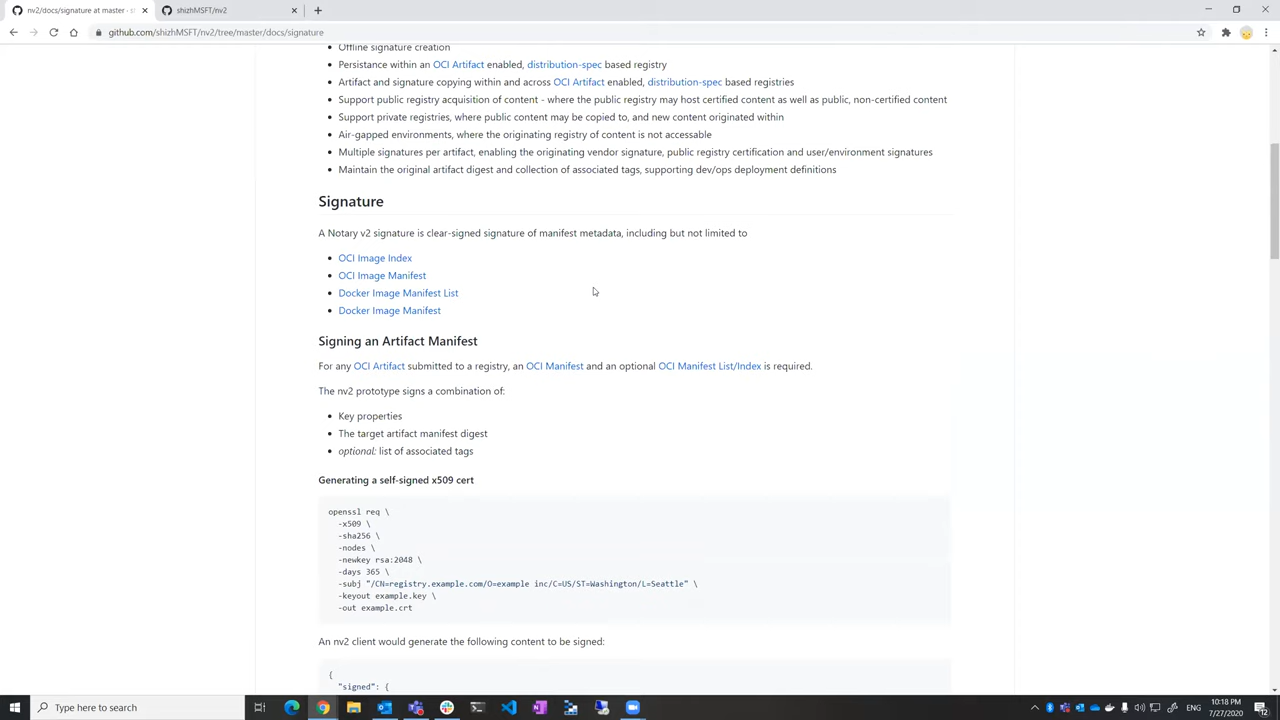 nv2/docs/signature at master · s
shizhMSFT/nv2
github.com/shizhMSFT/nv2/tree/master/docs/signature
Offline signature creation
Persistance within an OCI Artifact enabled, distribution-spec based registry
Artifact and signature copying within and across OCI Artifact enabled, distribution-spec based registries
Support public registry acquisition of content - where the public registry may host certified content as well as public, non-certified content
Support private registries, where public content may be copied to, and new content originated within
Air-gapped environments, where the originating registry of content is not accessable
Multiple signatures per artifact, enabling the originating vendor signature, public registry certification and user/environment signatures
Maintain the original artifact digest and collection of associated tags, supporting dev/ops deployment definitions
Signature
A Notary v2 signature is clear-signed signature of manifest metadata, including but not limited to
OCI Image Index
OCI Image Manifest
Docker Image Manifest List
Docker Image Manifest
Signing an Artifact Manifest
For any OCI Artifact submitted to a registry, an OCI Manifest and an optional OCI Manifest List/Index is required.
The nv2 prototype signs a combination of:
Key properties
The target artifact manifest digest
optional: list of associated tags
Generating a self-signed x509 cert
openssl req \
-x509 \
-sha256 \
-nodes \
-newkey rsa:2048 \
-days 365 \
-subj "/CN=registry.example.com/O=example inc/C=US/ST=Washington/L=Seattle" \
-keyout example.key \
-out example.crt
An nv2 client would generate the following content to be signed:
{
"signed": {
Type here to search
ENG
10:18 PM
7/27/2020
12